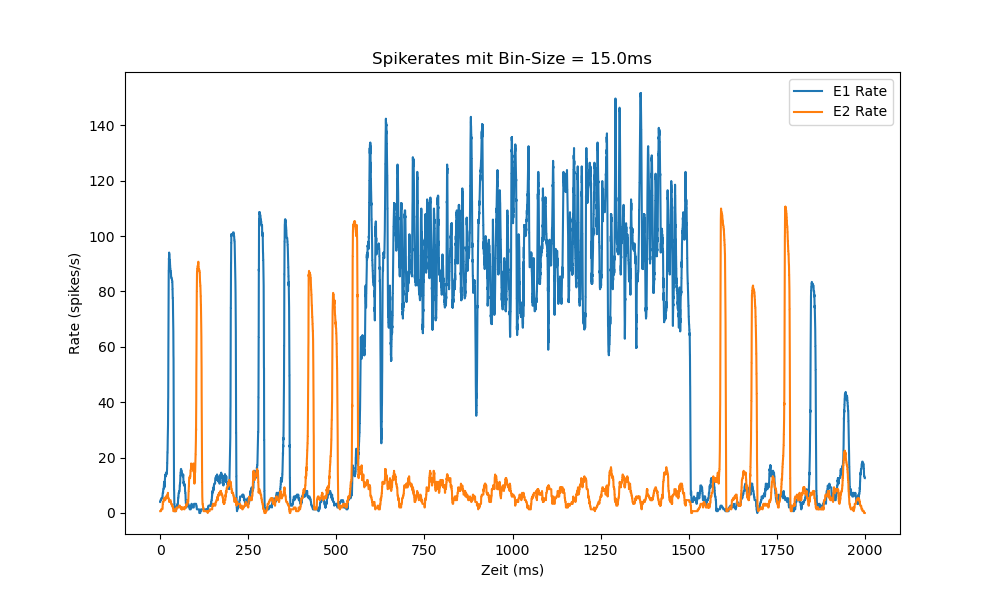 Spikerates mit Bin-Size = 15.0ms
E1 Rate
E2 Rate
Rate (spikes/s)
140
120
100
80
60
40
20
0
0 250 500 750 1000 1250 1500 1750 2000
Zeit (ms)